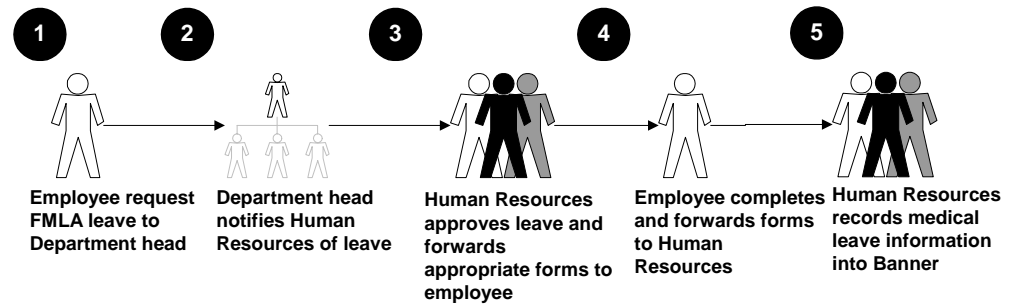 1
2
3
4
5
Employee request
FMLA leave to
Department head
Department head
notifies Human
Resources of leave
Human Resources
approves leave and
forwards
appropriate forms to
employee
Employee completes
and forwards forms
to Human
Resources
Human Resources
records medical
leave information
into Banner